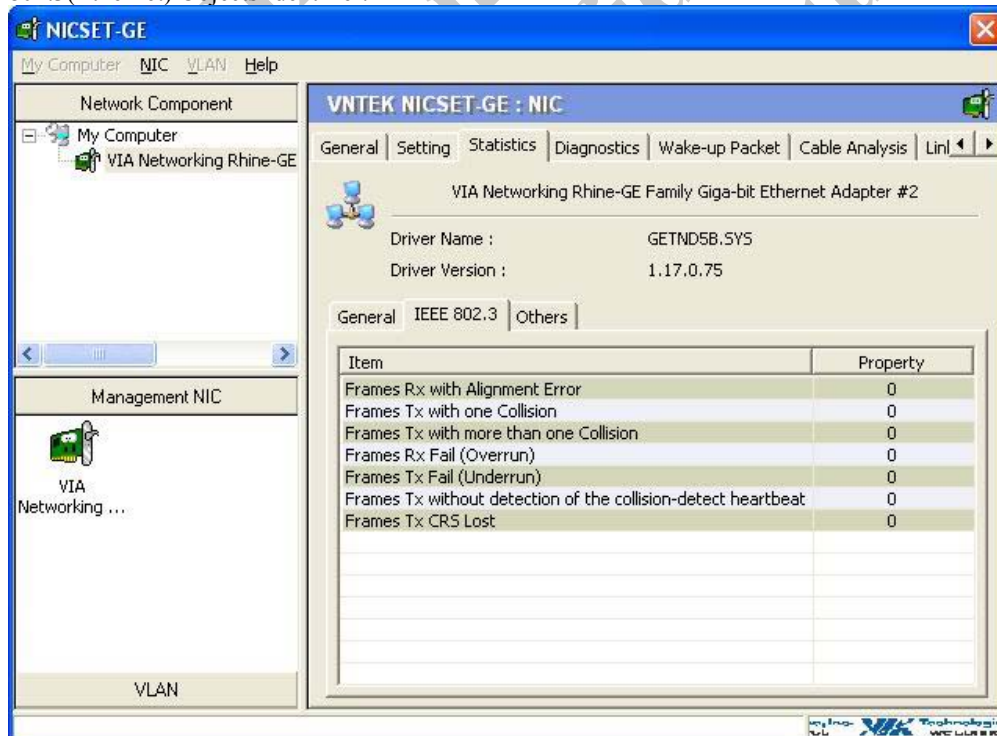 NICSET-GE
My Computer NIC VLAN Help
Network Component
My Computer
VIA Networking Rhine-GE
Management NIC
VIA
Networking ...
VLAN
VNTEK NICSET-GE : NIC
General Setting Statistics Diagnostics Wake-up Packet Cable Analysis Linl
VIA Networking Rhine-GE Family Giga-bit Ethernet Adapter #2
Driver Name : GETND5B.SYS
Driver Version : 1.17.0.75
General IEEE 802.3 Others
Item Property
Frames Rx with Alignment Error 0
Frames Tx with one Collision 0
Frames Tx with more than one Collision 0
Frames Rx Fail (Overrun) 0
Frames Tx Fail (Underrun) 0
Frames Tx without detection of the collision-detect heartbeat 0
Frames Tx CRS Lost 0
VIA